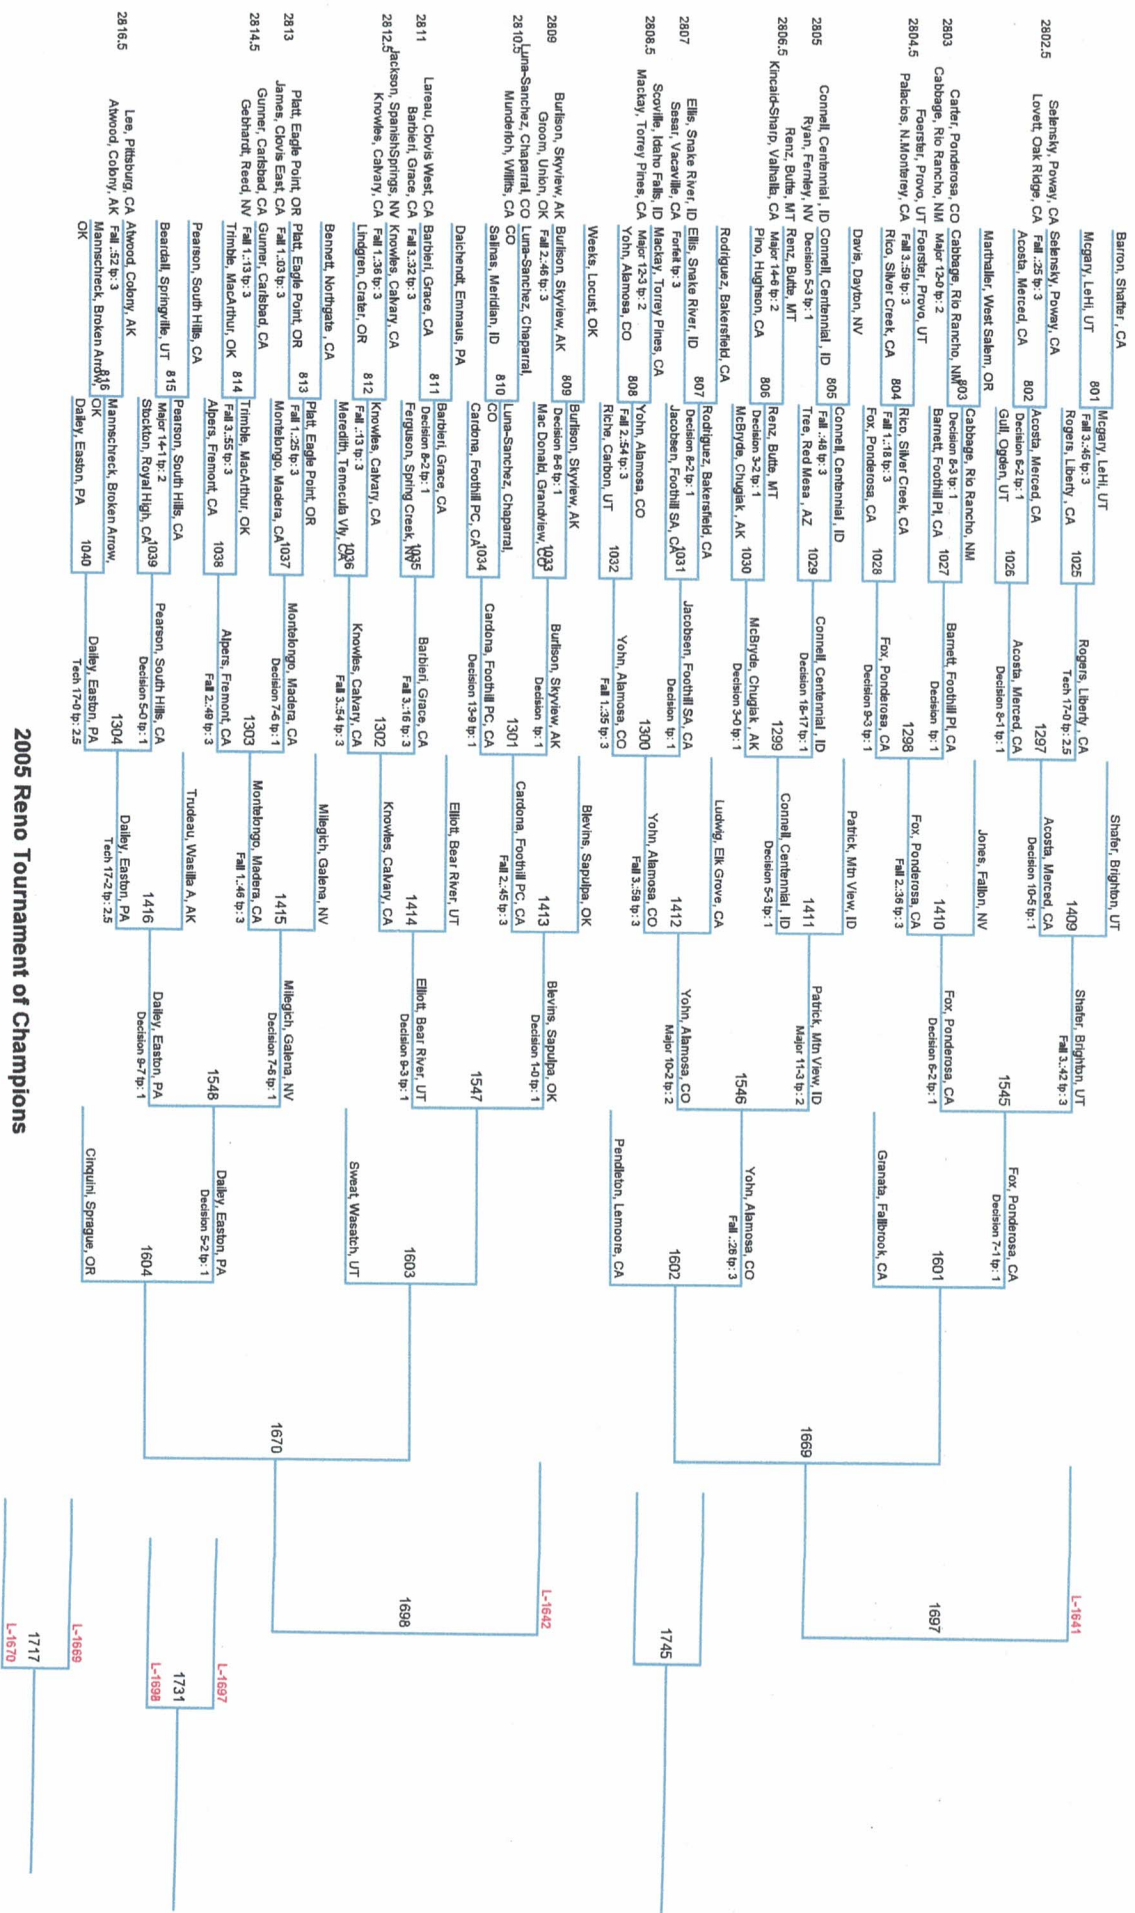 2802.5
Selensky, Poway, CA
Lovett, Oak Ridge, CA
2803
Carter, Ponderosa, CO
Cabbage, Rio Rancho, NM
2804.5
Foerster, Provo, UT
Palacios, N.Monterey, CA
2805
Connell, Centennial , ID
Ryan, Fernley, NV
2806.5
Renz, Butte, MT
Kincaid-Sharp, Valhalla, CA
2807
Ellis, Snake River, ID
Sesar, Vacaville, CA
2808.5
Scoville, Idaho Falls, ID
Mackay, Torrey Pines, CA
2809
Burlison, Skyview, AK
Groom, Union, OK
2810.5
Luna-Sanchez, Chaparral, CO
Munderloh, Willits, CA
2811
Lareau, Clovis West, CA
Barbieri, Grace, CA
2812.5
Jackson, SpanishSprings, NV
Knowles, Calvary, CA
2813
Platt, Eagle Point, OR
James, Clovis East, CA
2814.5
Gunner, Carlsbad, CA
Gebhardt, Reed, NV
2816.5
Lee, Pittsburg, CA
Atwood, Colony, AK
Barron, Shafter , CA
801
Mcgary, LeHi, UT
Selensky, Poway, CA
Fall .:25 tp: 3
802
Acosta, Merced, CA
Marthaller, West Salem, OR
803
Cabbage, Rio Rancho, NM
Major 12-0 tp: 2
Foerster, Provo, UT
Fall 3.:59 tp: 3
804
Rico, Silver Creek, CA
Davis, Dayton, NV
805
Connell, Centennial , ID
Decision 5-3 tp: 1
Renz, Butte, MT
Major 14-6 tp: 2
806
Pino, Hughson, CA
Rodriguez, Bakersfield, CA
807
Ellis, Snake River, ID
Forfeit tp: 3
Mackay, Torrey Pines, CA
Major 12-3 tp: 2
808
Yohn, Alamosa, CO
Weeks, Locust, OK
809
Burlison, Skyview, AK
Fall 2.:46 tp: 3
Luna-Sanchez, Chaparral,
CO
810
Salinas, Meridian, ID
Daichendt, Emmaus, PA
811
Barbieri, Grace, CA
Fall 3.:32 tp: 3
Knowles, Calvary, CA
Fall 1.:36 tp: 3
812
Lindgren, Crater, OR
Bennett, Northgate , CA
813
Platt, Eagle Point, OR
Fall 1.:03 tp: 3
Gunner, Carlsbad, CA
Fall 1.:13 tp: 3
814
Trimble, MacArthur, OK
Pearson, South Hills, CA
815
Beardall, Springville, UT
Atwood, Colony, AK
Fall .:52 tp: 3
816
Mannschreck, Broken Arrow,
OK
Mcgary, LeHi, UT
Fall 3.:45 tp: 3
1025
Rogers, Liberty , CA
Acosta, Merced, CA
Decision 5-2 tp: 1
1026
Gull, Ogden, UT
Cabbage, Rio Rancho, NM
Decision 8-3 tp: 1
1027
Barnett, Foothill Pl, CA
Rico, Silver Creek, CA
Fall 1.:18 tp: 3
1028
Fox, Ponderosa, CA
Connell, Centennial , ID
Fall .:48 tp: 3
1029
Tree, Red Mesa , AZ
Renz, Butte, MT
Decision 3-2 tp: 1
1030
McBryde, Chugiak , AK
Rodriguez, Bakersfield, CA
Decision 8-2 tp: 1
1031
Jacobsen, Foothill SA, CA
Yohn, Alamosa, CO
Fall 2.:54 tp: 3
1032
Riche, Carbon, UT
Burlison, Skyview, AK
Decision 8-6 tp: 1
1033
Mac Donald, Grandview, CO
Luna-Sanchez, Chaparral,
CO
1034
Cardona, Foothill PC, CA
Barbieri, Grace, CA
Decision 8-2 tp: 1
1035
Ferguson, Spring Creek, NV
Knowles, Calvary, CA
Fall .:13 tp: 3
1036
Meredith, Temecula Vly, CA
Platt, Eagle Point, OR
Fall 1.:25 tp: 3
1037
Montelongo, Madera, CA
Trimble, MacArthur, OK
Fall 3.:55 tp: 3
1038
Alpers, Fremont, CA
Pearson, South Hills, CA
Major 14-1 tp: 2
1039
Stockton, Royal High, CA
Mannschreck, Broken Arrow,
OK
1040
Dailey, Easton, PA
Rogers, Liberty , CA
Tech 17-0 tp: 2.5
1297
Acosta, Merced, CA
Decision 8-1 tp: 1
Barnett, Foothill Pl, CA
Decision tp: 1
1298
Fox, Ponderosa, CA
Decision 9-3 tp: 1
Connell, Centennial , ID
Decision 18-17 tp: 1
1299
McBryde, Chugiak , AK
Decision 3-0 tp: 1
Jacobsen, Foothill SA, CA
Decision tp: 1
1300
Yohn, Alamosa, CO
Fall 1.:35 tp: 3
Burlison, Skyview, AK
Decision tp: 1
1301
Cardona, Foothill PC, CA
Decision 13-9 tp: 1
Barbieri, Grace, CA
Fall 3.:16 tp: 3
1302
Knowles, Calvary, CA
Fall 3.:54 tp: 3
Montelongo, Madera, CA
Decision 7-6 tp: 1
1303
Alpers, Fremont, CA
Fall 2.:49 tp: 3
Pearson, South Hills, CA
Decision 5-0 tp: 1
1304
Dailey, Easton, PA
Tech 17-0 tp: 2.5
Shafer, Brighton, UT
1409
Acosta, Merced, CA
Decision 10-5 tp: 1
Jones, Fallon, NV
1410
Fox, Ponderosa, CA
Fall 2.:36 tp: 3
Patrick, Mtn View, ID
1411
Connell, Centennial , ID
Decision 5-3 tp: 1
Ludwig, Elk Grove, CA
1412
Yohn, Alamosa, CO
Fall 3.:58 tp: 3
Blevins, Sapulpa, OK
1413
Cardona, Foothill PC, CA
Fall 2.:45 tp: 3
Elliott, Bear River, UT
1414
Knowles, Calvary, CA
Milegich, Galena, NV
1415
Montelongo, Madera, CA
Fall 1.:46 tp: 3
Trudeau, Wasilla A, AK
1416
Dailey, Easton, PA
Tech 17-2 tp: 2.5
Shafer, Brighton, UT
Fall 3.:42 tp: 3
1545
Fox, Ponderosa, CA
Decision 6-2 tp: 1
Patrick, Mtn View, ID
Major 11-3 tp: 2
1546
Yohn, Alamosa, CO
Major 10-2 tp: 2
Blevins, Sapulpa, OK
Decision 1-0 tp: 1
1547
Elliott, Bear River, UT
Decision 9-3 tp: 1
Milegich, Galena, NV
Decision 7-5 tp: 1
1548
Dailey, Easton, PA
Decision 9-7 tp: 1
Fox, Ponderosa, CA
Decision 7-1 tp: 1
1601
Granata, Fallbrook, CA
Yohn, Alamosa, CO
Fall .:26 tp: 3
1602
Pendleton, Lemoore, CA
1603
Sweat, Wasatch, UT
Dailey, Easton, PA
Decision 5-2 tp: 1
1604
Cinquini, Sprague, OR
1669
1670
L-1641
1697
L-1642
1698
1745
L-1697
1731
L-1698
L-1669
1717
L-1670
2005 Reno Tournament of Champions